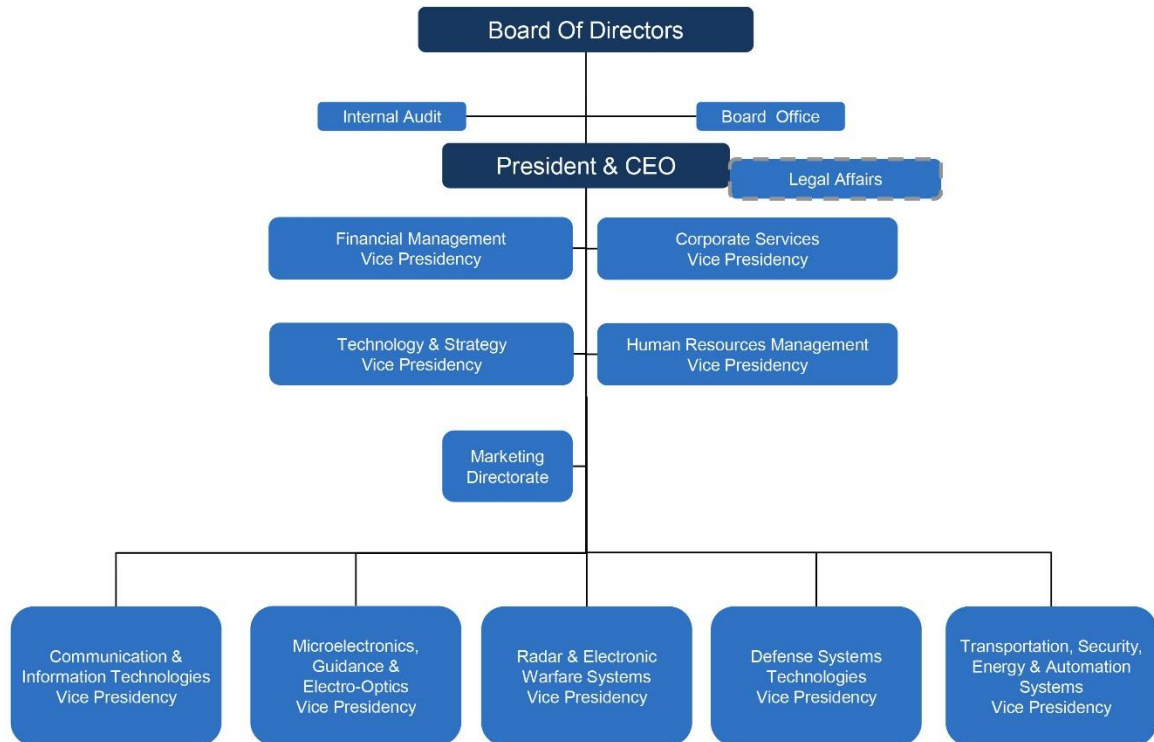 Board Of Directors
Internal Audit
Board Office
President & CEO
Legal Affairs
Financial Management
Vice Presidency
Corporate Services
Vice Presidency
Technology & Strategy
Vice Presidency
Human Resources Management
Vice Presidency
Marketing
Directorate
Communication &
Information Technologies
Vice Presidency
Microelectronics,
Guidance &
Electro-Optics
Vice Presidency
Radar & Electronic
Warfare Systems
Vice Presidency
Defense Systems
Technologies
Vice Presidency
Transportation, Security,
Energy & Automation
Systems
Vice Presidency